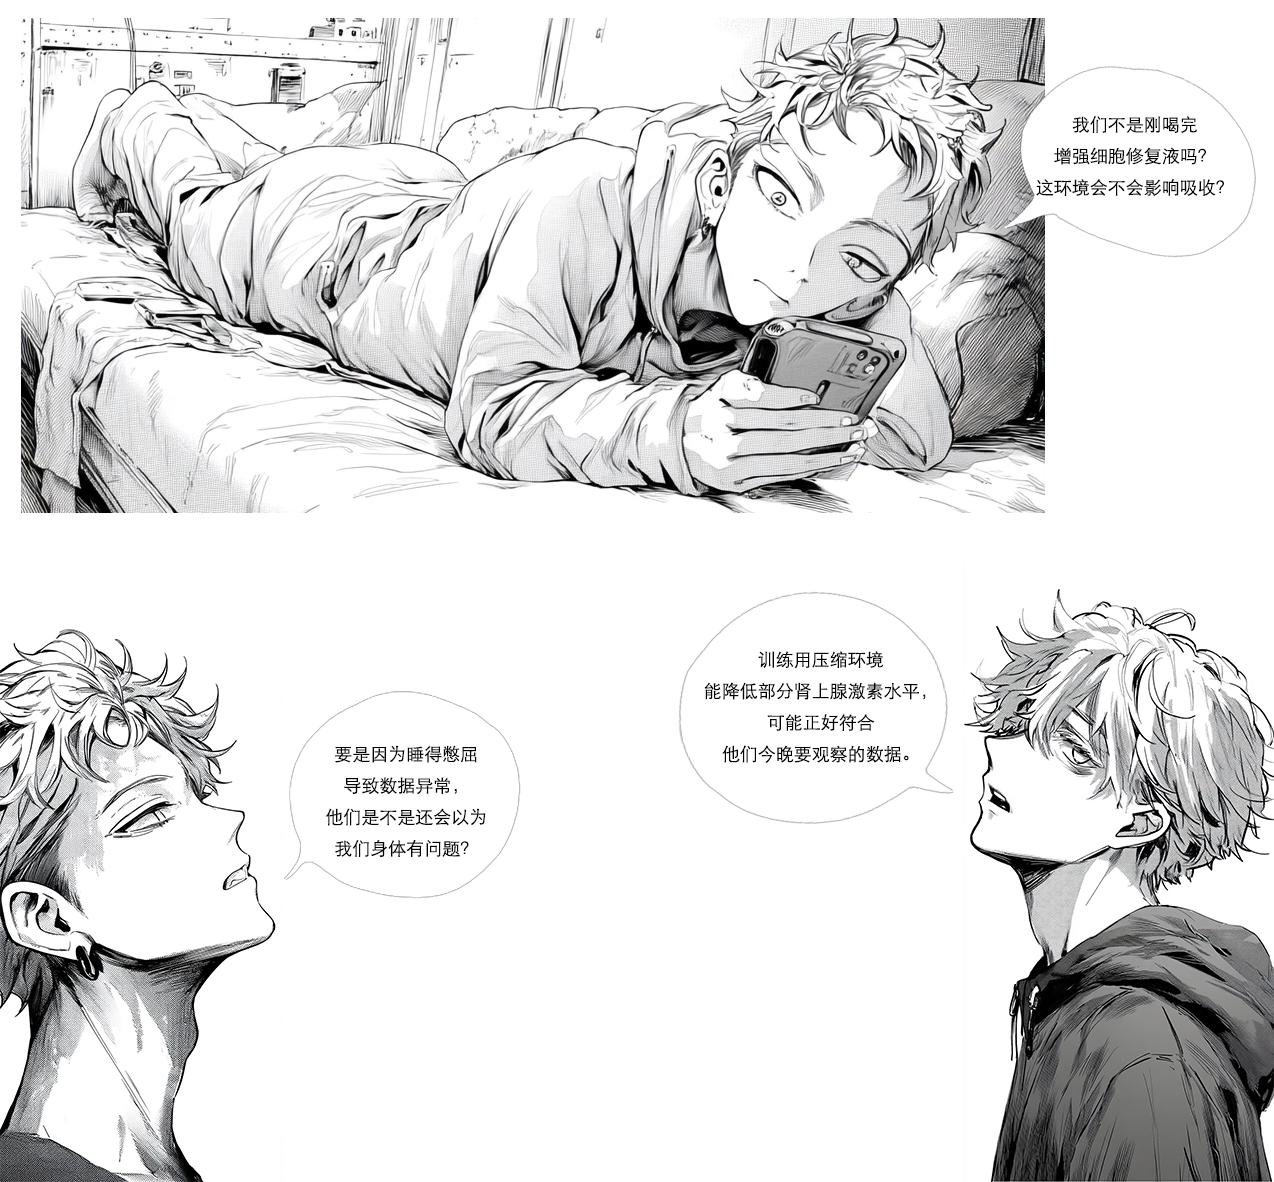 我们不是刚喝完
增强细胞修复液吗？
这环境会不会影响吸收？
训练用压缩环境
能降低部分肾上腺激素水平，
可能正好符合
他们今晚要观察的数据。
要是因为睡得憋屈
导致数据异常，
他们是不是还会以为
我们身体有问题？